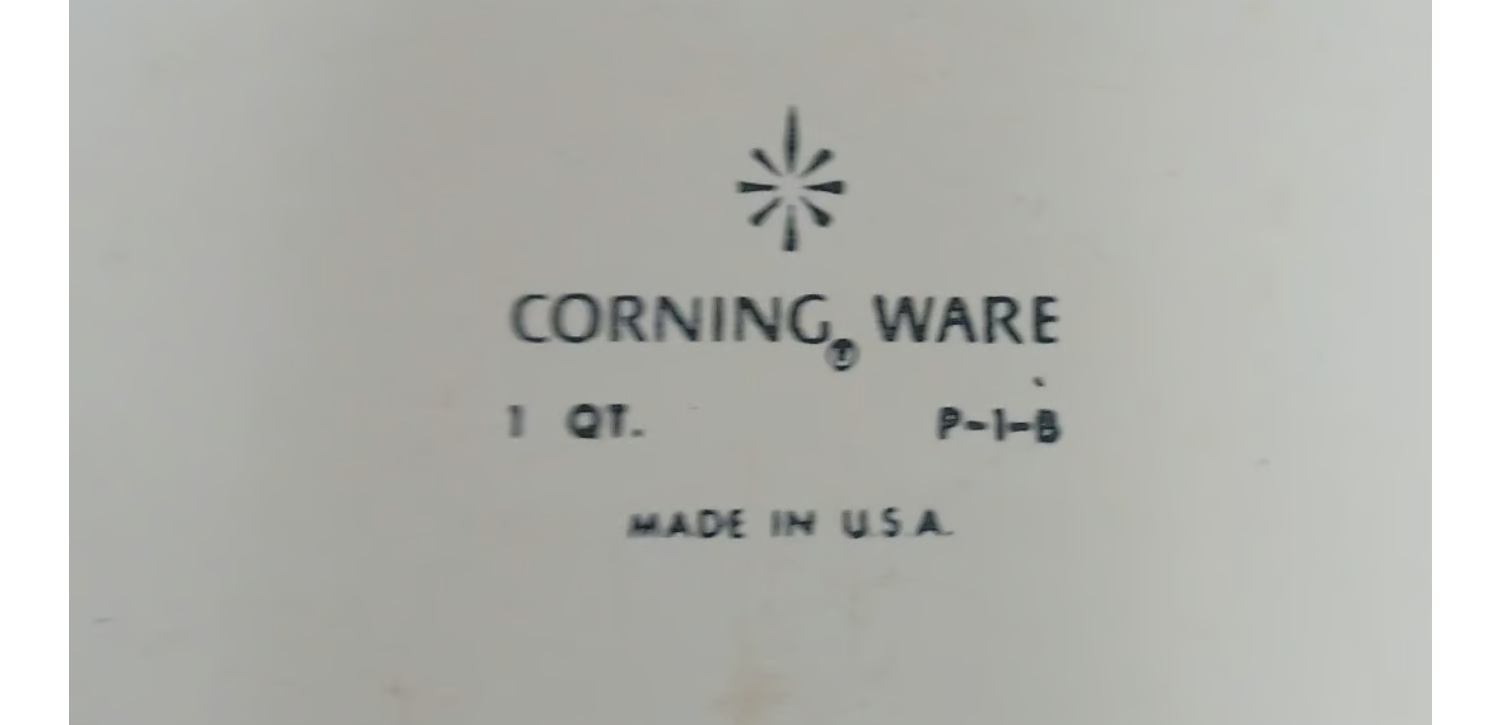 CORNING® WARE
1 QT. P-1-B
MADE IN U.S.A.